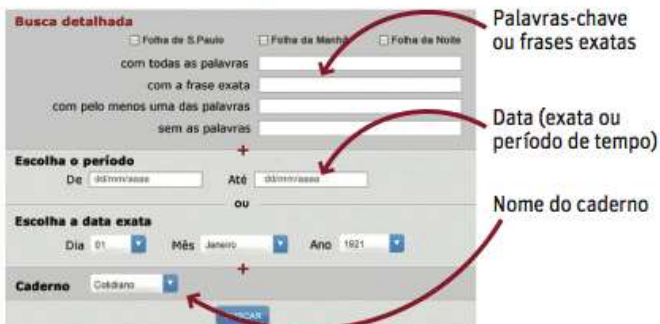 Busca detalhada
Folha de S.Paulo Folha da Manhã Folha da Noite
com todas as palavras
com a frase exata
com pelo menos uma das palavras
sem as palavras
+
Escolha o período
De dd/mm/aaaa Até dd/mm/aaaa
ou
Escolha a data exata
Dia 01 Mês Janeiro Ano 1921
+
Caderno Cotidiano
Palavras-chave
ou frases exatas
Data (exata ou
período de tempo)
Nome do caderno